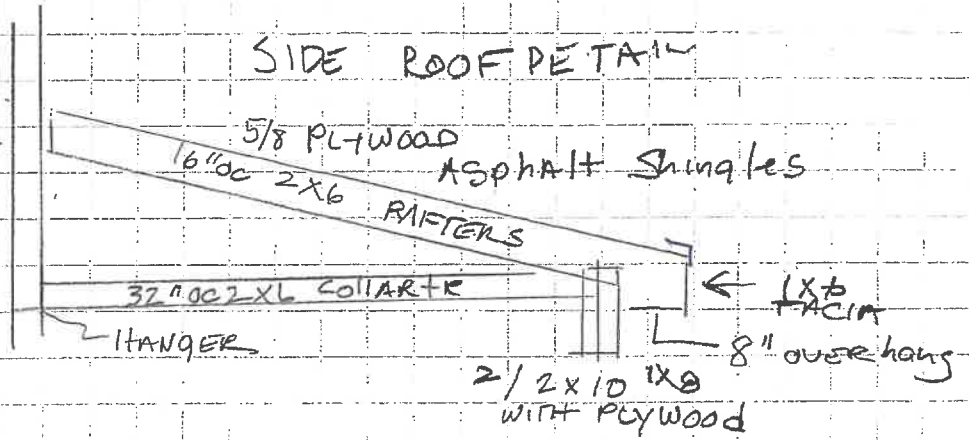 SIDE ROOF DETAIL
5/8 PLYWOOD
16"OC 2X6 RAFTERS
ASphAlt Shingles
32"OC 2X6 COllARtIE
HANGER
1X6
FACIA
8" OVERhang
2/2X10 1X8
WITH PLYWOOD